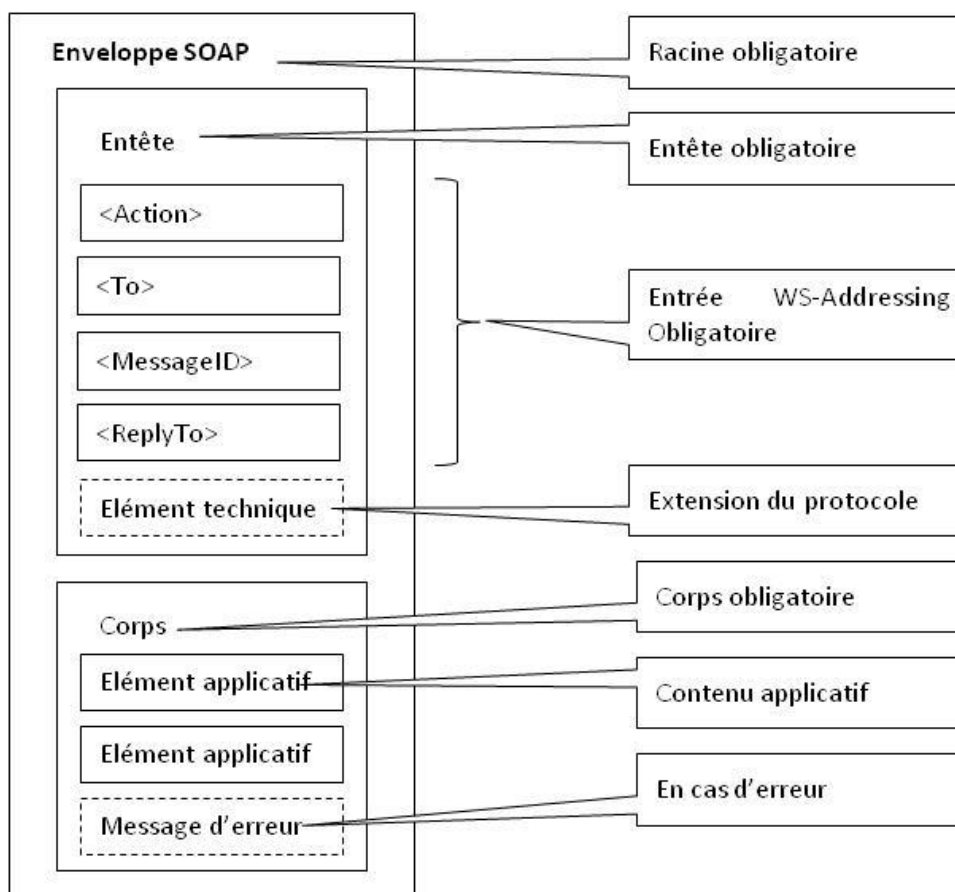 Enveloppe SOAP
Racine obligatoire
Entête
Entête obligatoire
<Action>
<To>
<MessageID>
<ReplyTo>
Entrée WS-Addressing
Obligatoire
Elément technique
Extension du protocole
Corps
Corps obligatoire
Elément applicatif
Contenu applicatif
Elément applicatif
Message d'erreur
En cas d'erreur